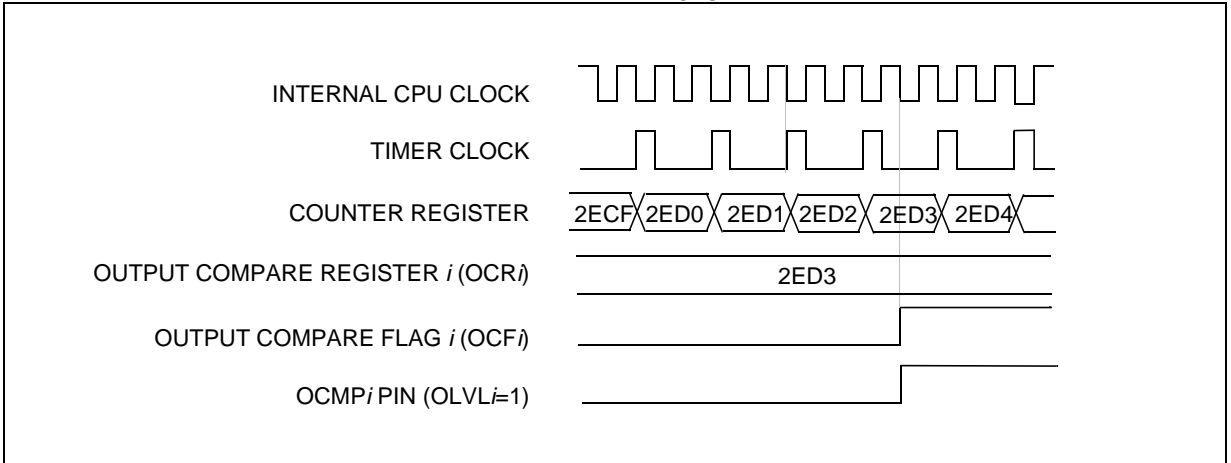 INTERNAL CPU CLOCK
TIMER CLOCK
COUNTER REGISTER 2ECF 2ED0 2ED1 2ED2 2ED3 2ED4
OUTPUT COMPARE REGISTER i (OCRi) 2ED3
OUTPUT COMPARE FLAG i (OCFi)
OCMPi PIN (OLVLi=1)